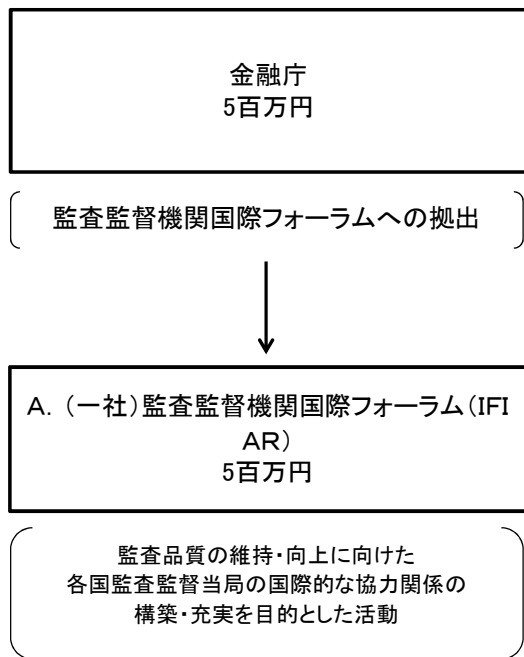 金融庁
5百万円
監査監督機関国際フォーラムへの拠出
A.（一社）監査監督機関国際フォーラム（IFI
AR）
5百万円
監査品質の維持・向上に向けた
各国監査監督当局の国際的な協力関係の
構築・充実を目的とした活動